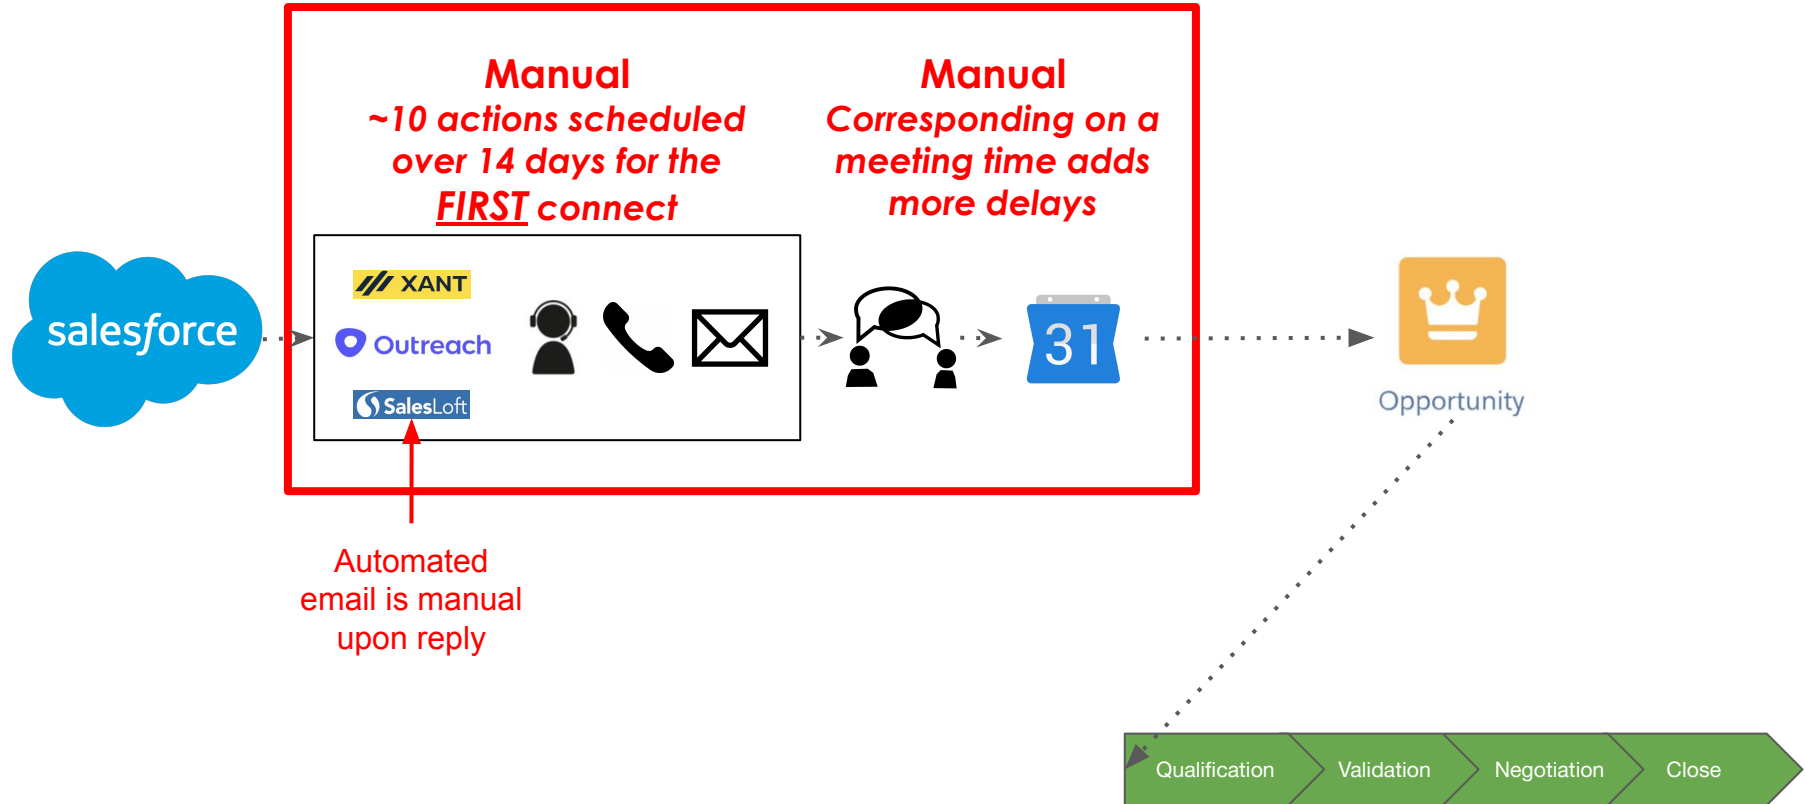 Manual
~10 actions scheduled
over 14 days for the
FIRST connect
Manual
Corresponding on a
meeting time adds
more delays
salesforce
XANT
Outreach
SalesLoft
31
Opportunity
Automated
email is manual
upon reply
Qualification
Validation
Negotiation
Close